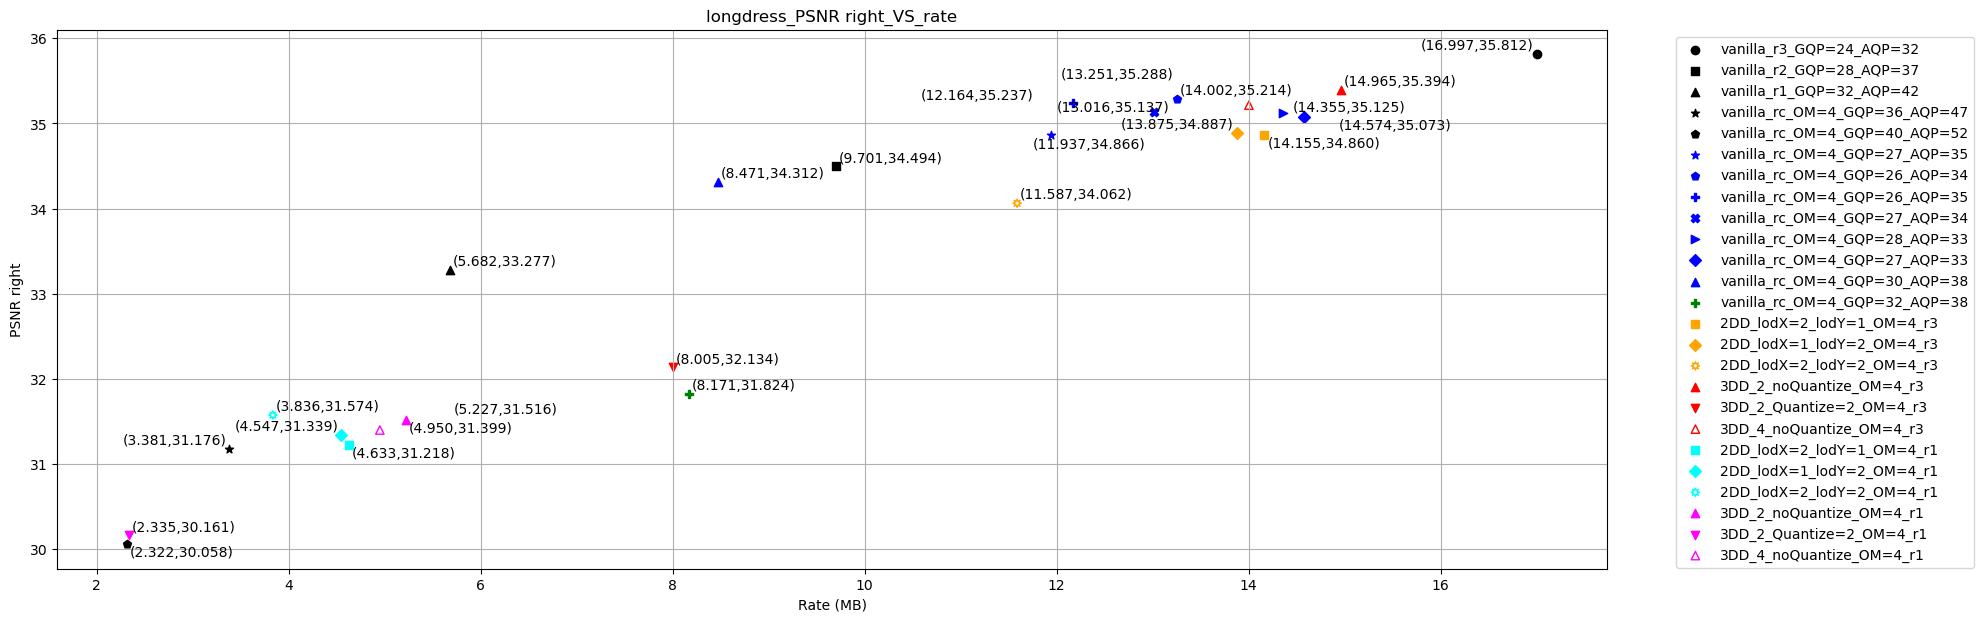 longdress_PSNR right_VS_rate
36
35
34
33
32
31
30
PSNR right
2
4
6
8
10
12
14
16
Rate (MB)
(16.997,35.812)
(13.251,35.288)
(14.965,35.394)
(14.002,35.214)
(12.164,35.237)
(13.016,35.137)
(14.355,35.125)
(13.875,34.887)
(14.574,35.073)
(11.937,34.866)
(14.155,34.860)
(9.701,34.494)
(8.471,34.312)
(11.587,34.062)
(5.682,33.277)
(8.005,32.134)
(8.171,31.824)
(3.836,31.574)
(5.227,31.516)
(4.547,31.339)
(4.950,31.399)
(3.381,31.176)
(4.633,31.218)
(2.335,30.161)
(2.322,30.058)
vanilla_r3_GQP=24_AQP=32
vanilla_r2_GQP=28_AQP=37
vanilla_r1_GQP=32_AQP=42
vanilla_rc_OM=4_GQP=36_AQP=47
vanilla_rc_OM=4_GQP=40_AQP=52
vanilla_rc_OM=4_GQP=27_AQP=35
vanilla_rc_OM=4_GQP=26_AQP=34
vanilla_rc_OM=4_GQP=26_AQP=35
vanilla_rc_OM=4_GQP=27_AQP=34
vanilla_rc_OM=4_GQP=28_AQP=33
vanilla_rc_OM=4_GQP=27_AQP=33
vanilla_rc_OM=4_GQP=30_AQP=38
vanilla_rc_OM=4_GQP=32_AQP=38
2DD_lodX=2_lodY=1_OM=4_r3
2DD_lodX=1_lodY=2_OM=4_r3
2DD_lodX=2_lodY=2_OM=4_r3
3DD_2_noQuantize_OM=4_r3
3DD_2_Quantize=2_OM=4_r3
3DD_4_noQuantize_OM=4_r3
2DD_lodX=2_lodY=1_OM=4_r1
2DD_lodX=1_lodY=2_OM=4_r1
2DD_lodX=2_lodY=2_OM=4_r1
3DD_2_noQuantize_OM=4_r1
3DD_2_Quantize=2_OM=4_r1
3DD_4_noQuantize_OM=4_r1